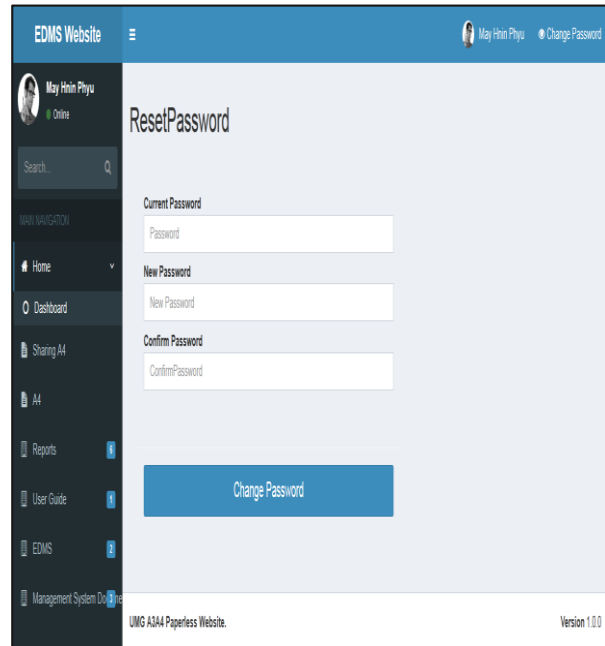 EDMS Website
May Hnin Phyu
Change Password
May Hnin Phyu
Online
Search...
MAIN NAVIGATION
Home
Dashboard
Sharing A4
A4
Reports
6
User Guide
1
EDMS
2
Management System Do
3
ResetPassword
Current Password
Password
New Password
New Password
Confirm Password
ConfirmPassword
Change Password
UMG A3A4 Paperless Website.
Version 1.0.0